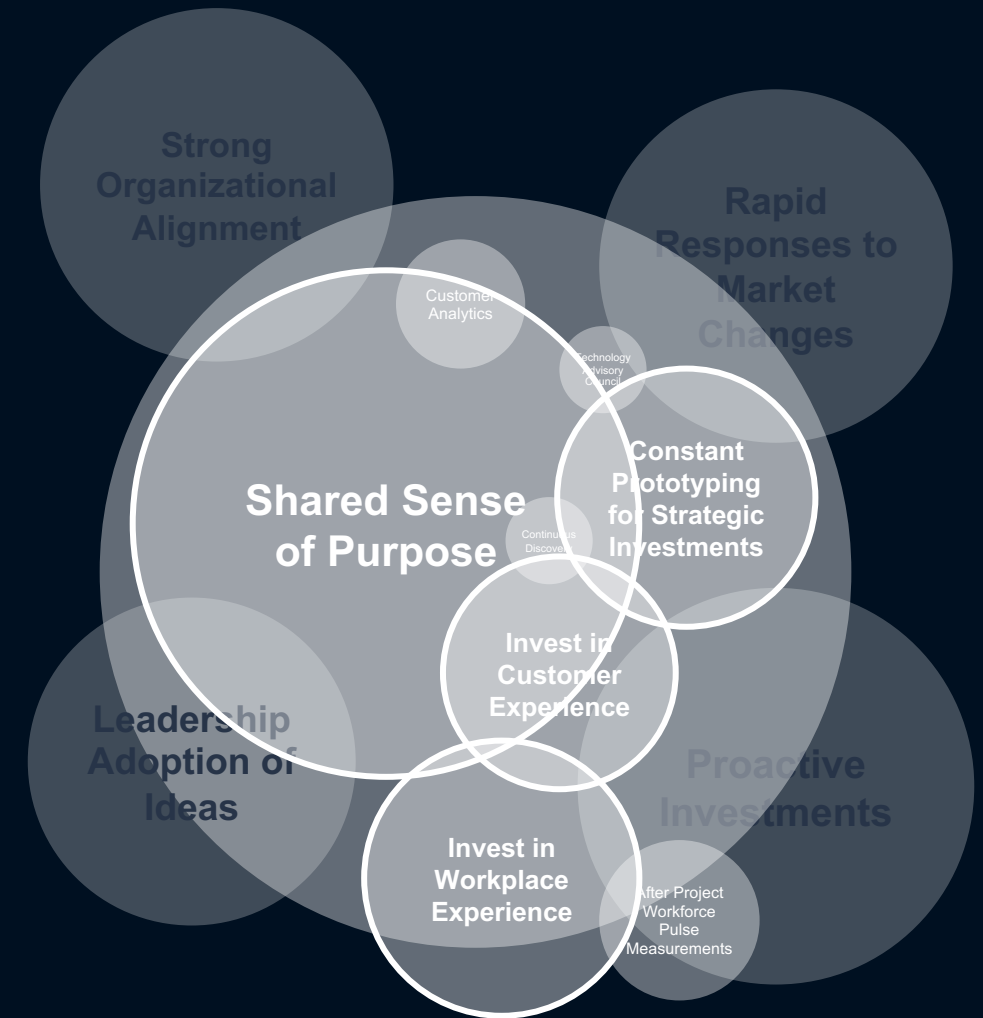 Strong
Organizational
Alignment
Rapid
Responses to
Market
Changes
Customer
Analytics
Technology
Advisory
Council
Constant
Prototyping
for Strategic
Investments
Shared Sense
of Purpose
Continuous
Discovery
Invest in
Customer
Experience
Leadership
Adoption of
Ideas
Proactive
Investments
Invest in
Workplace
Experience
After Project
Workforce
Pulse
Measurements